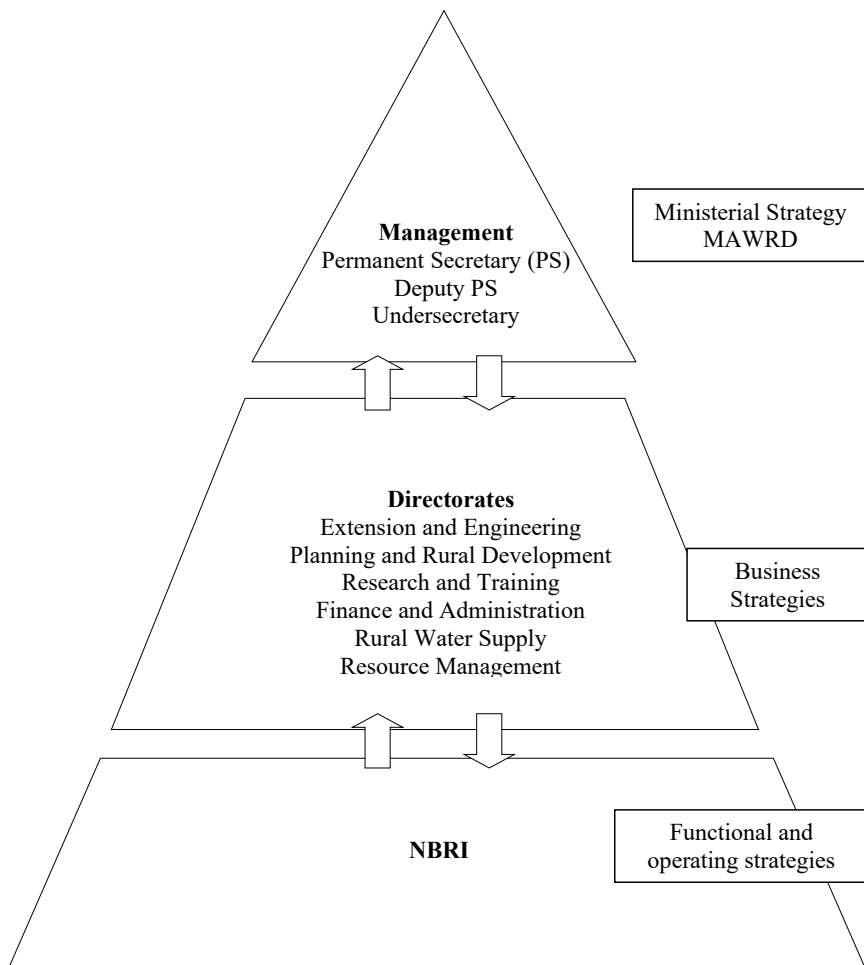 Management
Permanent Secretary (PS)
Deputy PS
Undersecretary
Ministerial Strategy
MAWRD
Directorates
Extension and Engineering
Planning and Rural Development
Research and Training
Finance and Administration
Rural Water Supply
Resource Management
Business
Strategies
NBRI
Functional and
operating strategies